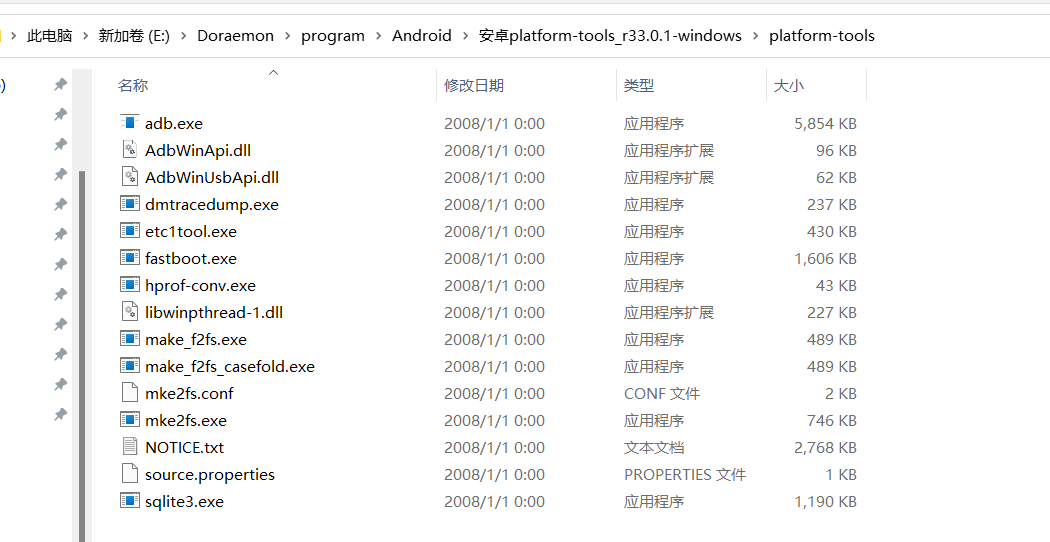 此电脑 > 新加卷 (E:) > Doraemon > program > Android > 安卓platform-tools_r33.0.1-windows > platform-tools
名称 修改日期 类型 大小
adb.exe 2008/1/1 0:00 应用程序 5,854 KB
AdbWinApi.dll 2008/1/1 0:00 应用程序扩展 96 KB
AdbWinUsbApi.dll 2008/1/1 0:00 应用程序扩展 62 KB
dmtracedump.exe 2008/1/1 0:00 应用程序 237 KB
etc1tool.exe 2008/1/1 0:00 应用程序 430 KB
fastboot.exe 2008/1/1 0:00 应用程序 1,606 KB
hprof-conv.exe 2008/1/1 0:00 应用程序 43 KB
libwinpthread-1.dll 2008/1/1 0:00 应用程序扩展 227 KB
make_f2fs.exe 2008/1/1 0:00 应用程序 489 KB
make_f2fs_casefold.exe 2008/1/1 0:00 应用程序 489 KB
mke2fs.conf 2008/1/1 0:00 CONF 文件 2 KB
mke2fs.exe 2008/1/1 0:00 应用程序 746 KB
NOTICE.txt 2008/1/1 0:00 文本文档 2,768 KB
source.properties 2008/1/1 0:00 PROPERTIES 文件 1 KB
sqlite3.exe 2008/1/1 0:00 应用程序 1,190 KB